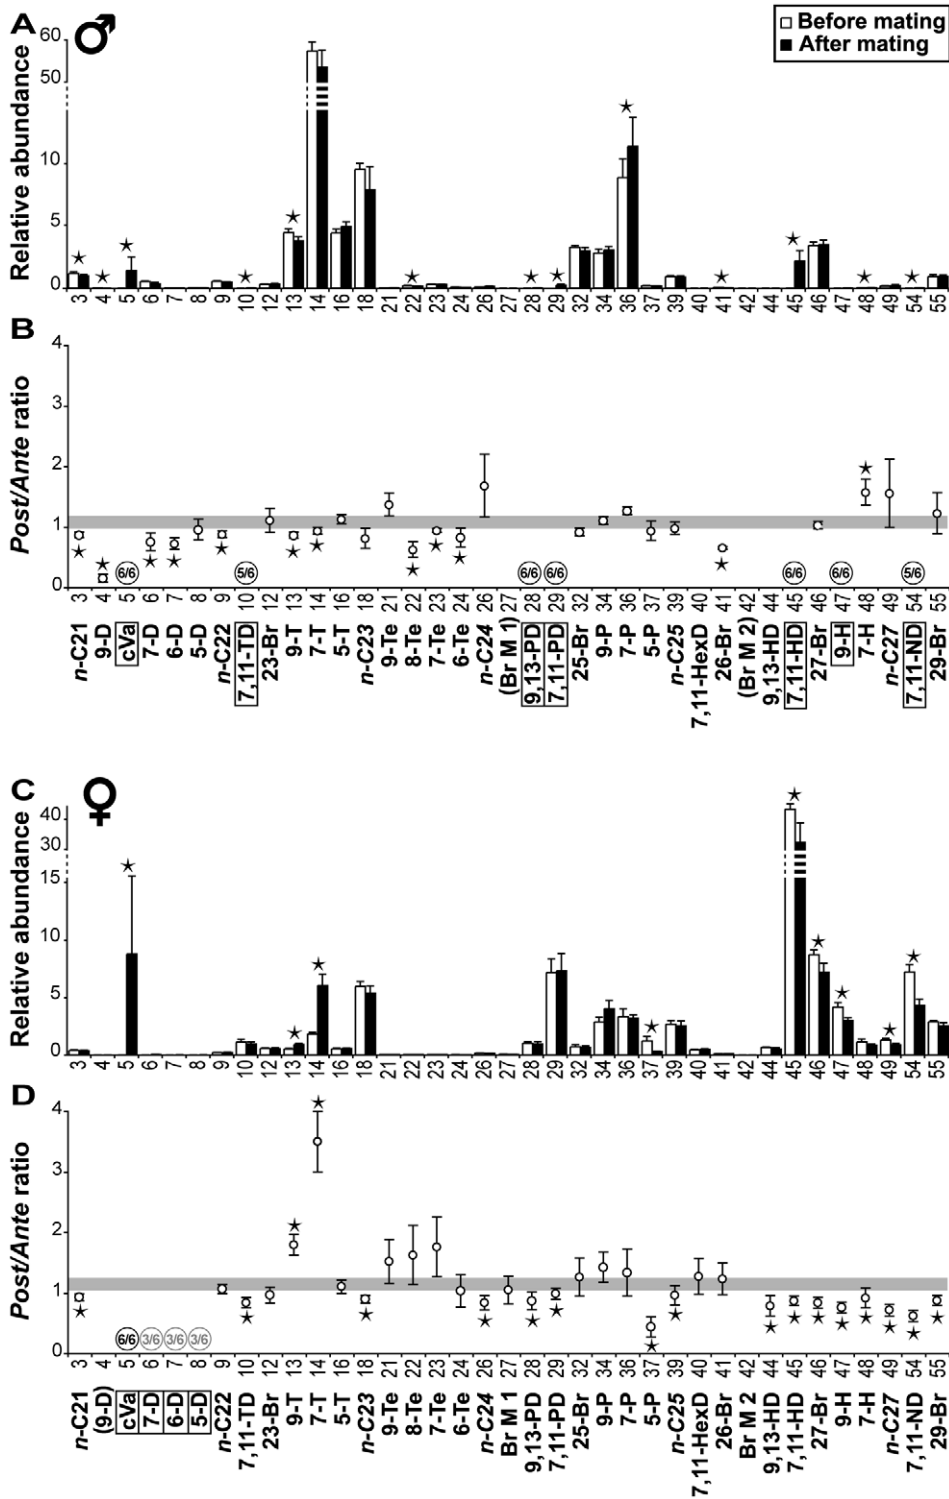 A
♂
Before mating
After mating
Relative abundance
60
50
10
5
0
3 4 5 6 7 8 9 10 12 13 14 16 18 21 22 23 24 26 27 28 29 32 34 36 37 39 40 41 42 44 45 46 47 48 49 54 55
B
Post/Ante ratio
4
3
2
1
0
6/6 5/6 6/6 6/6 6/6 6/6 5/6
3 4 5 6 7 8 9 10 12 13 14 16 18 21 22 23 24 26 27 28 29 32 34 36 37 39 40 41 42 44 45 46 47 48 49 54 55
n-C21
9-D
cVa
7-D
6-D
5-D
n-C22
7,11-TD
23-Br
9-T
7-T
5-T
n-C23
9-Te
8-Te
7-Te
6-Te
n-C24
(Br M 1)
9,13-PD
7,11-PD
25-Br
9-P
7-P
5-P
n-C25
7,11-HexD
26-Br
(Br M 2)
9,13-HD
7,11-HD
27-Br
9-H
7-H
n-C27
7,11-ND
29-Br
C
♀
Relative abundance
40
30
15
10
5
0
3 4 5 6 7 8 9 10 12 13 14 16 18 21 22 23 24 26 27 28 29 32 34 36 37 39 40 41 42 44 45 46 47 48 49 54 55
D
Post/Ante ratio
4
3
2
1
0
6/6 3/6 3/6 3/6
3 4 5 6 7 8 9 10 12 13 14 16 18 21 22 23 24 26 27 28 29 32 34 36 37 39 40 41 42 44 45 46 47 48 49 54 55
n-C21
(9-D)
cVa
7-D
6-D
5-D
n-C22
7,11-TD
23-Br
9-T
7-T
5-T
n-C23
9-Te
8-Te
7-Te
6-Te
n-C24
Br M 1
9,13-PD
7,11-PD
25-Br
9-P
7-P
5-P
n-C25
7,11-HexD
26-Br
Br M 2
9,13-HD
7,11-HD
27-Br
9-H
7-H
n-C27
7,11-ND
29-Br